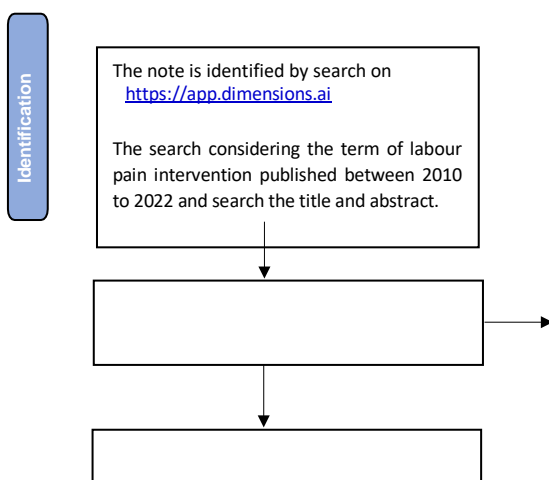 Identification
The note is identified by search on
https://app.dimensions.ai
The search considering the term of labour
pain intervention published between 2010
to 2022 and search the title and abstract.